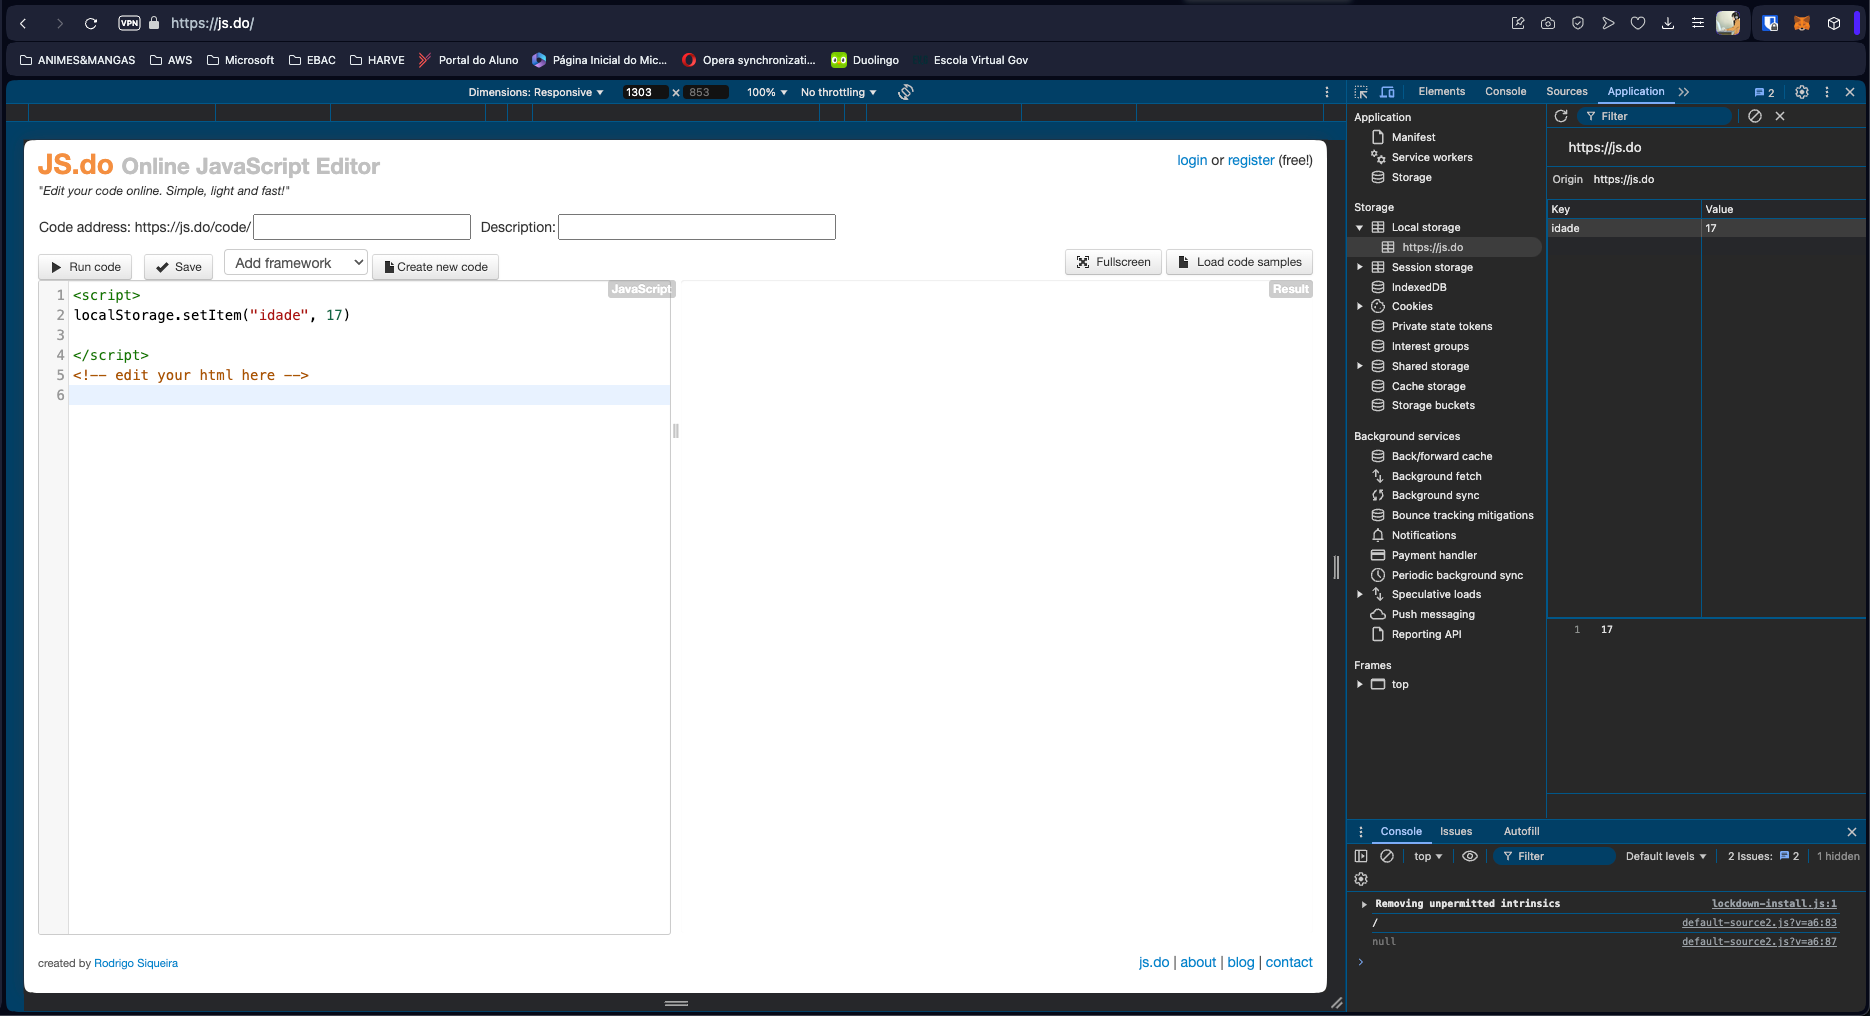 VPN https://js.do/
ANIMES&MANGAS AWS Microsoft EBAC HARVE Portal do Aluno Página Inicial do Mic... Opera synchronizati... Duolingo Escola Virtual Gov
Dimensions: Responsive 1303 x 853 100% No throttling
Elements Console Sources Application 2
JS.do Online JavaScript Editor
login or register (free!)
"Edit your code online. Simple, light and fast!"
Code address: https://js.do/code/ Description:
Run code Save Add framework Create new code Fullscreen Load code samples
JavaScript Result
1 <script>
2 localStorage.setItem("idade", 17)
3
4 </script>
5 <!-- edit your html here -->
6
created by Rodrigo Siqueira
js.do | about | blog | contact
Application
Manifest
Service workers
Storage
Storage
Local storage
https://js.do
Session storage
IndexedDB
Cookies
Private state tokens
Interest groups
Shared storage
Cache storage
Storage buckets
Background services
Back/forward cache
Background fetch
Background sync
Bounce tracking mitigations
Notifications
Payment handler
Periodic background sync
Speculative loads
Push messaging
Reporting API
Frames
top
Filter
https://js.do
Origin https://js.do
Key Value
idade 17
1 17
Console Issues Autofill
top Filter Default levels 2 Issues: 2 1 hidden
Removing unpermitted intrinsics lockdown-install.js:1
/ default-source2.js?v=a6:83
null default-source2.js?v=a6:87